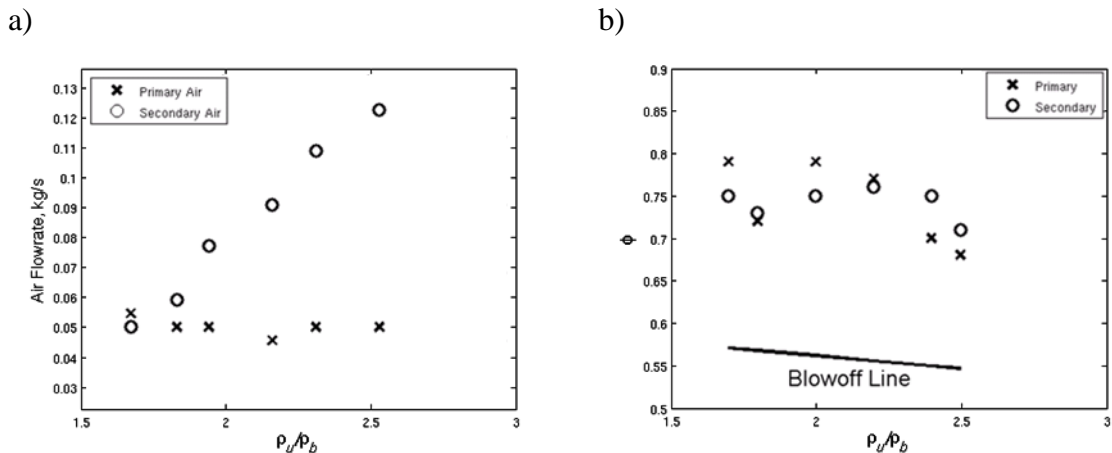 a)
Air Flowrate, kg/s
0.13
0.12
0.11
0.1
0.09
0.08
0.07
0.06
0.05
0.04
0.03
Primary Air
Secondary Air
1.5 2 2.5 3
ρu/ρb
b)
ϕ
0.9
0.85
0.8
0.75
0.7
0.65
0.6
0.55
0.5
Primary
Secondary
Blowoff Line
1.5 2 2.5 3
ρu/ρb